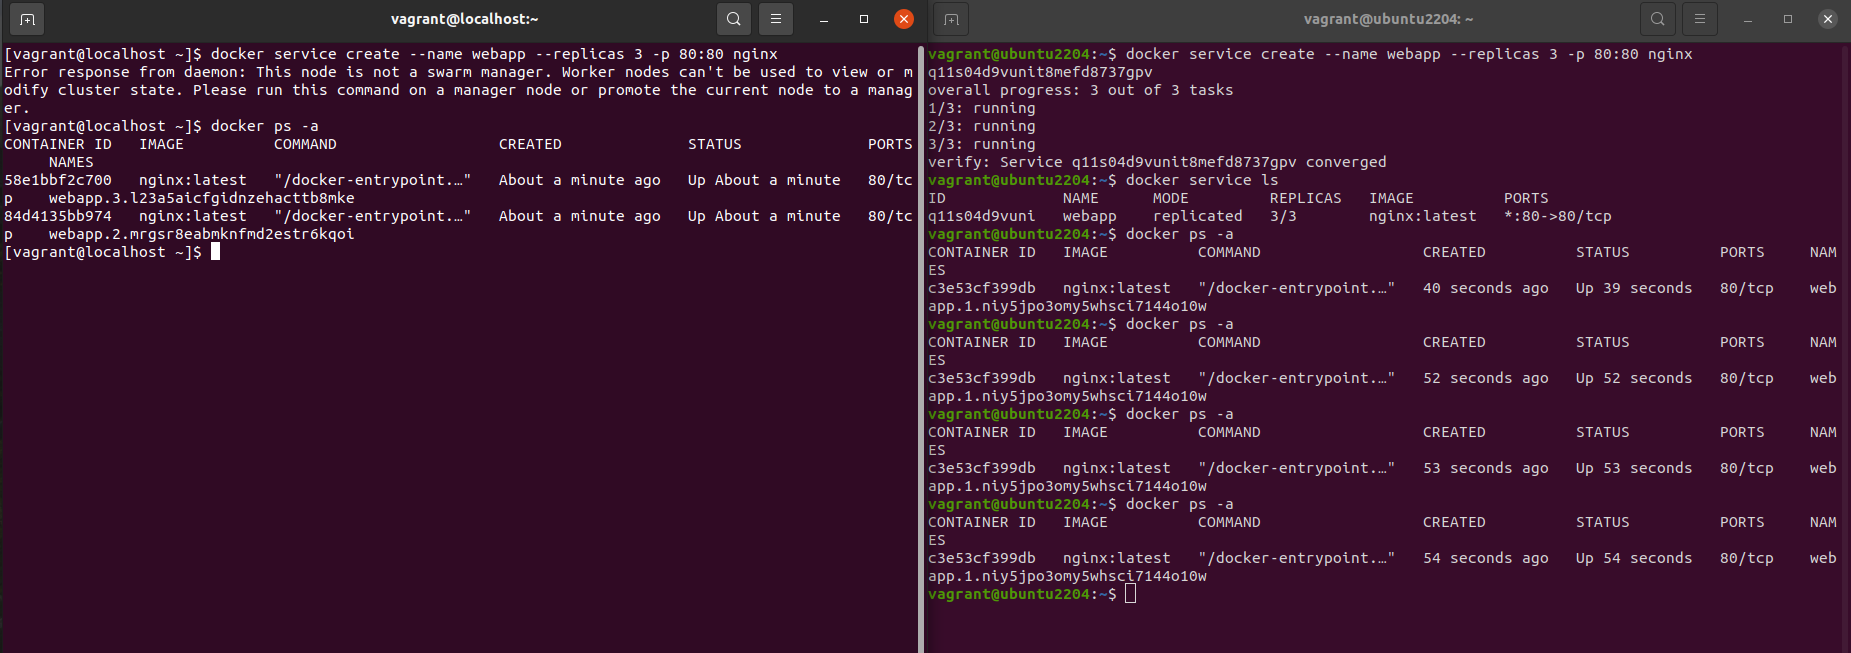 vagrant@localhost:~
[vagrant@localhost ~]$ docker service create --name webapp --replicas 3 -p 80:80 nginx
Error response from daemon: This node is not a swarm manager. Worker nodes can't be used to view or m
odify cluster state. Please run this command on a manager node or promote the current node to a manag
er.
[vagrant@localhost ~]$ docker ps -a
CONTAINER ID   IMAGE          COMMAND                  CREATED              STATUS              PORTS
     NAMES
58e1bbf2c700   nginx:latest   "/docker-entrypoint.…"   About a minute ago   Up About a minute   80/tc
p    webapp.3.l23a5aicfgidnzehacttb8mke
84d4135bb974   nginx:latest   "/docker-entrypoint.…"   About a minute ago   Up About a minute   80/tc
p    webapp.2.mrgsr8eabmknfmd2estr6kqoi
[vagrant@localhost ~]$
vagrant@ubuntu2204: ~
vagrant@ubuntu2204:~$ docker service create --name webapp --replicas 3 -p 80:80 nginx
q11s04d9vunit8mefd8737gpv
overall progress: 3 out of 3 tasks
1/3: running
2/3: running
3/3: running
verify: Service q11s04d9vunit8mefd8737gpv converged
vagrant@ubuntu2204:~$ docker service ls
ID             NAME     MODE         REPLICAS   IMAGE          PORTS
q11s04d9vuni   webapp   replicated   3/3        nginx:latest   *:80->80/tcp
vagrant@ubuntu2204:~$ docker ps -a
CONTAINER ID   IMAGE          COMMAND                  CREATED          STATUS          PORTS     NAM
ES
c3e53cf399db   nginx:latest   "/docker-entrypoint.…"   40 seconds ago   Up 39 seconds   80/tcp    web
app.1.niy5jpo3omy5whsci7144o10w
vagrant@ubuntu2204:~$ docker ps -a
CONTAINER ID   IMAGE          COMMAND                  CREATED          STATUS          PORTS     NAM
ES
c3e53cf399db   nginx:latest   "/docker-entrypoint.…"   52 seconds ago   Up 52 seconds   80/tcp    web
app.1.niy5jpo3omy5whsci7144o10w
vagrant@ubuntu2204:~$ docker ps -a
CONTAINER ID   IMAGE          COMMAND                  CREATED          STATUS          PORTS     NAM
ES
c3e53cf399db   nginx:latest   "/docker-entrypoint.…"   53 seconds ago   Up 53 seconds   80/tcp    web
app.1.niy5jpo3omy5whsci7144o10w
vagrant@ubuntu2204:~$ docker ps -a
CONTAINER ID   IMAGE          COMMAND                  CREATED          STATUS          PORTS     NAM
ES
c3e53cf399db   nginx:latest   "/docker-entrypoint.…"   54 seconds ago   Up 54 seconds   80/tcp    web
app.1.niy5jpo3omy5whsci7144o10w
vagrant@ubuntu2204:~$